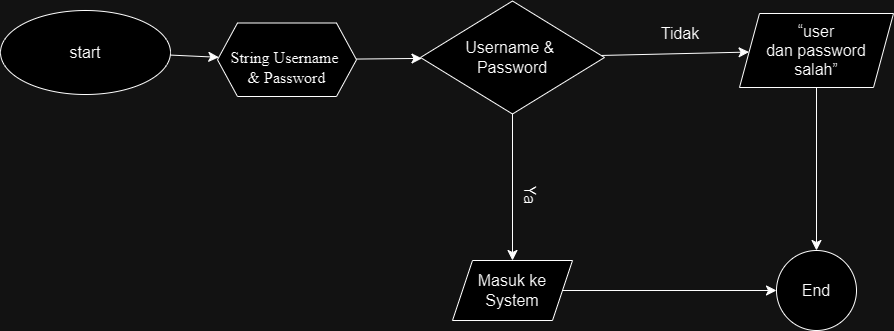 start
String Username
& Password
Username &
Password
Tidak
“user
dan password
salah”
Ya
Masuk ke
System
End